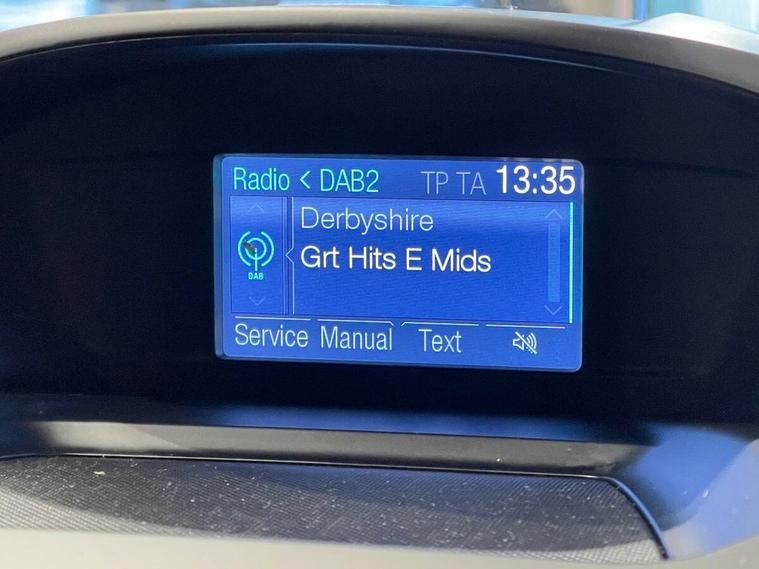 Radio < DAB2 TP TA 13:35
Derbyshire
Grt Hits E Mids
DAB
Service Manual Text